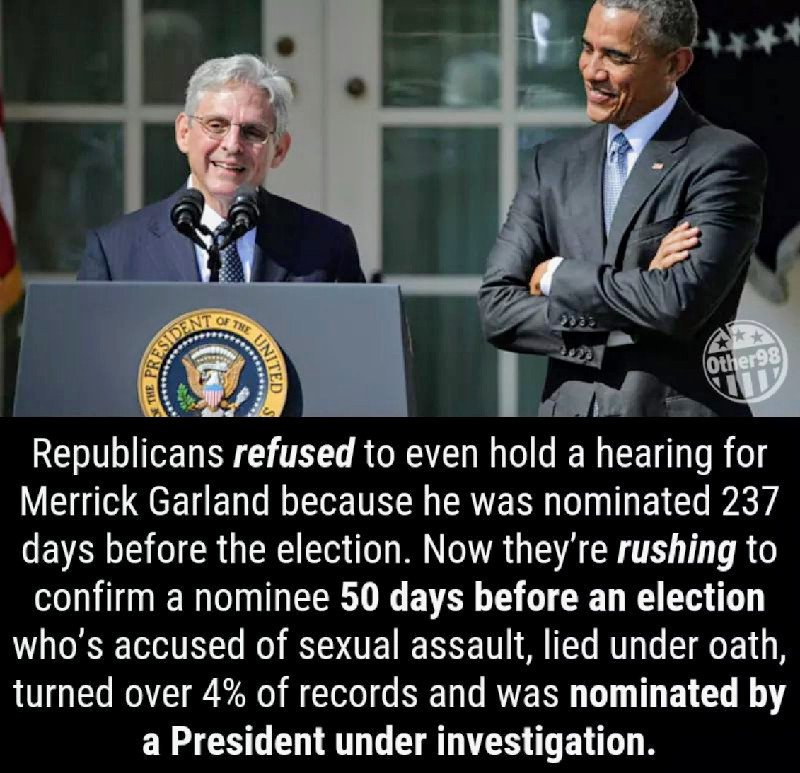 THE PRESIDENT OF THE UNITED S
Other98
Republicans refused to even hold a hearing for
Merrick Garland because he was nominated 237
days before the election. Now they’re rushing to
confirm a nominee 50 days before an election
who’s accused of sexual assault, lied under oath,
turned over 4% of records and was nominated by
a President under investigation.